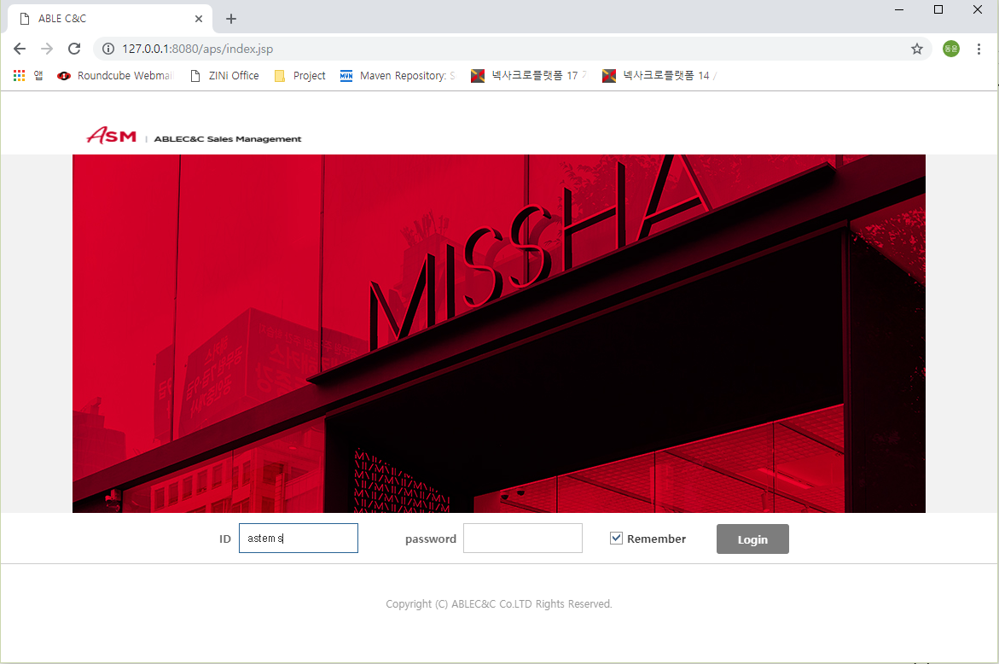 ABLE C&C
127.0.0.1:8080/aps/index.jsp
동윤
앱 Roundcube Webmai ZINi Office Project Maven Repository: S 넥사크로플랫폼 17 넥사크로플랫폼 14 /
ASM | ABLEC&C Sales Management
MISSHA
ID astems password Remember Login
Copyright (C) ABLEC&C Co.LTD Rights Reserved.